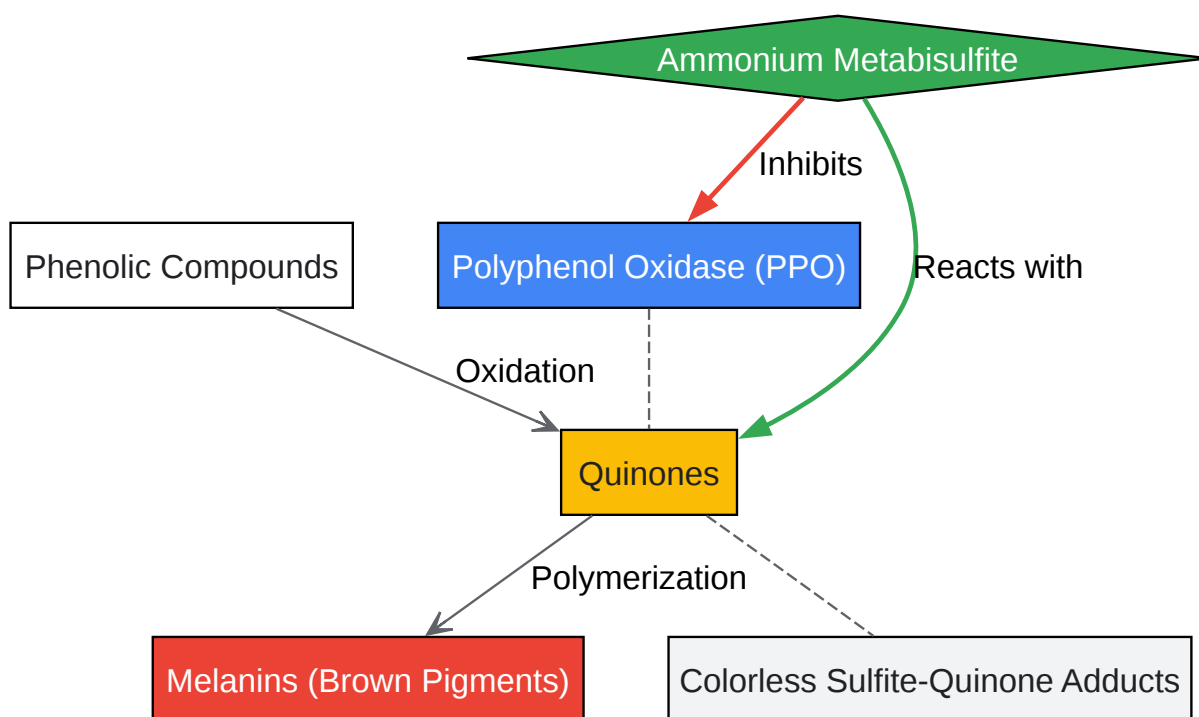 Ammonium Metabisulfite
Inhibits
Phenolic Compounds
Polyphenol Oxidase (PPO)
Reacts with
Oxidation
Quinones
Polymerization
Melanins (Brown Pigments)
Colorless Sulfite-Quinone Adducts